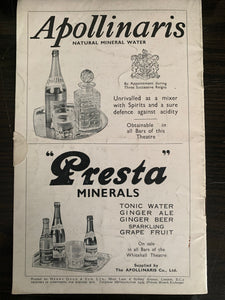 Apollinaris
NATURAL MINERAL WATER
By Appointment during
Three Successive Reigns
Unrivalled as a mixer
with Spirits and a sure
defence against acidity
Obtainable in
all Bars of this
Theatre
"Presta"
MINERALS
TONIC WATER
GINGER ALE
GINGER BEER
SPARKLING
GRAPE FRUIT
On sale
in all Bars of the
Whitehall Theatre
Supplied by
The APOLLINARIS Co., Ltd.